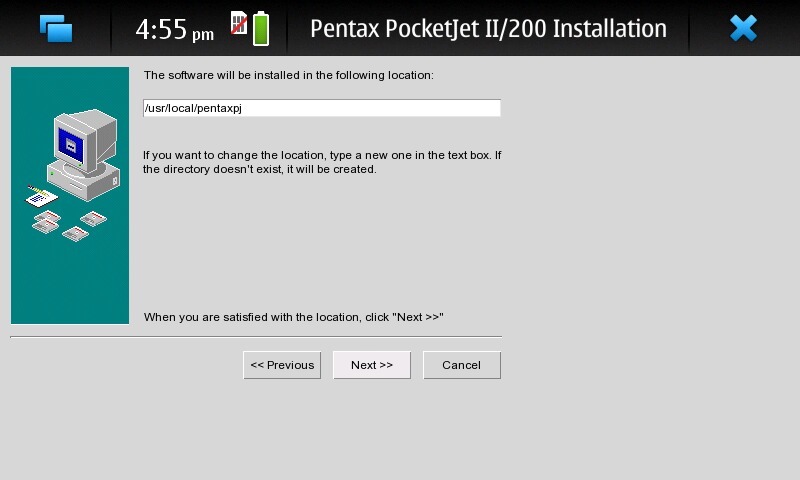 4:55 pm
Pentax PocketJet II/200 Installation
The software will be installed in the following location:
/usr/local/pentaxpj
If you want to change the location, type a new one in the text box. If
the directory doesn't exist, it will be created.
When you are satisfied with the location, click "Next >>"
<< Previous
Next >>
Cancel